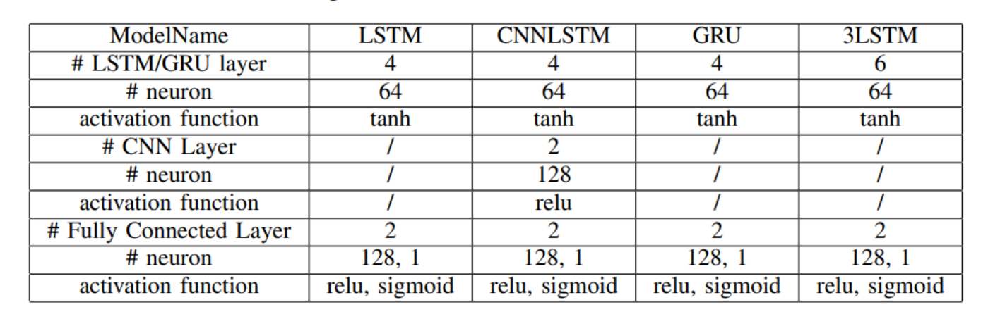 ModelName LSTM CNNLSTM GRU 3LSTM
# LSTM/GRU layer 4 4 4 6
# neuron 64 64 64 64
activation function tanh tanh tanh tanh
# CNN Layer / 2 / /
# neuron / 128 / /
activation function / relu / /
# Fully Connected Layer 2 2 2 2
# neuron 128, 1 128, 1 128, 1 128, 1
activation function relu, sigmoid relu, sigmoid relu, sigmoid relu, sigmoid